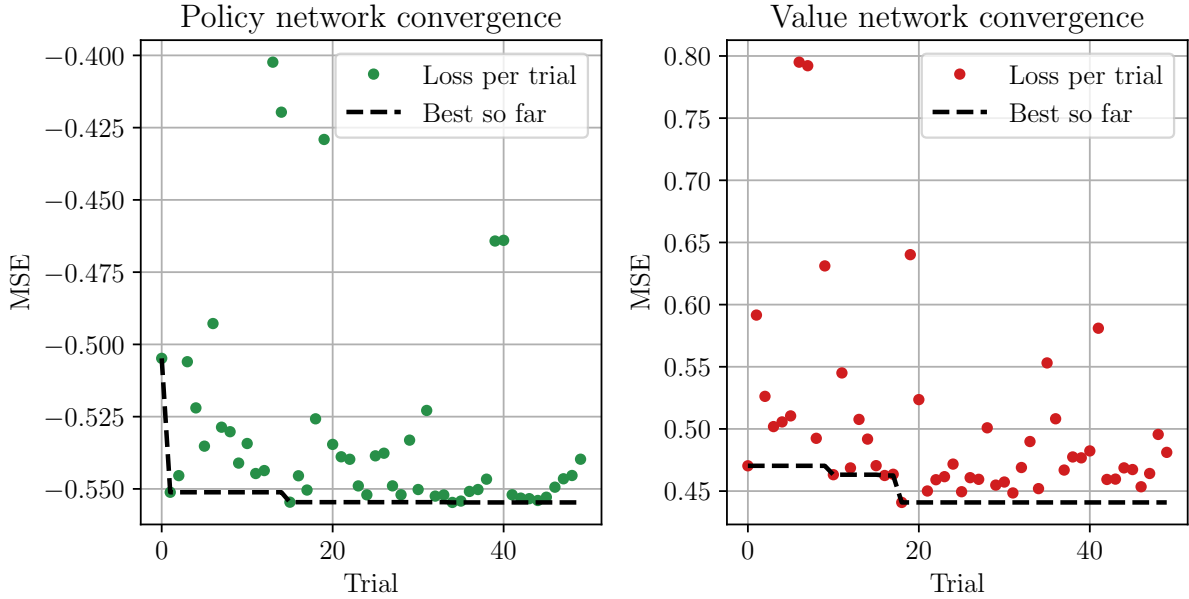 Policy network convergence
−0.400
−0.425
−0.450
−0.475
−0.500
−0.525
−0.550
MSE
0
20
40
Trial
Loss per trial
Best so far
Value network convergence
0.80
0.75
0.70
0.65
0.60
0.55
0.50
0.45
MSE
0
20
40
Trial
Loss per trial
Best so far